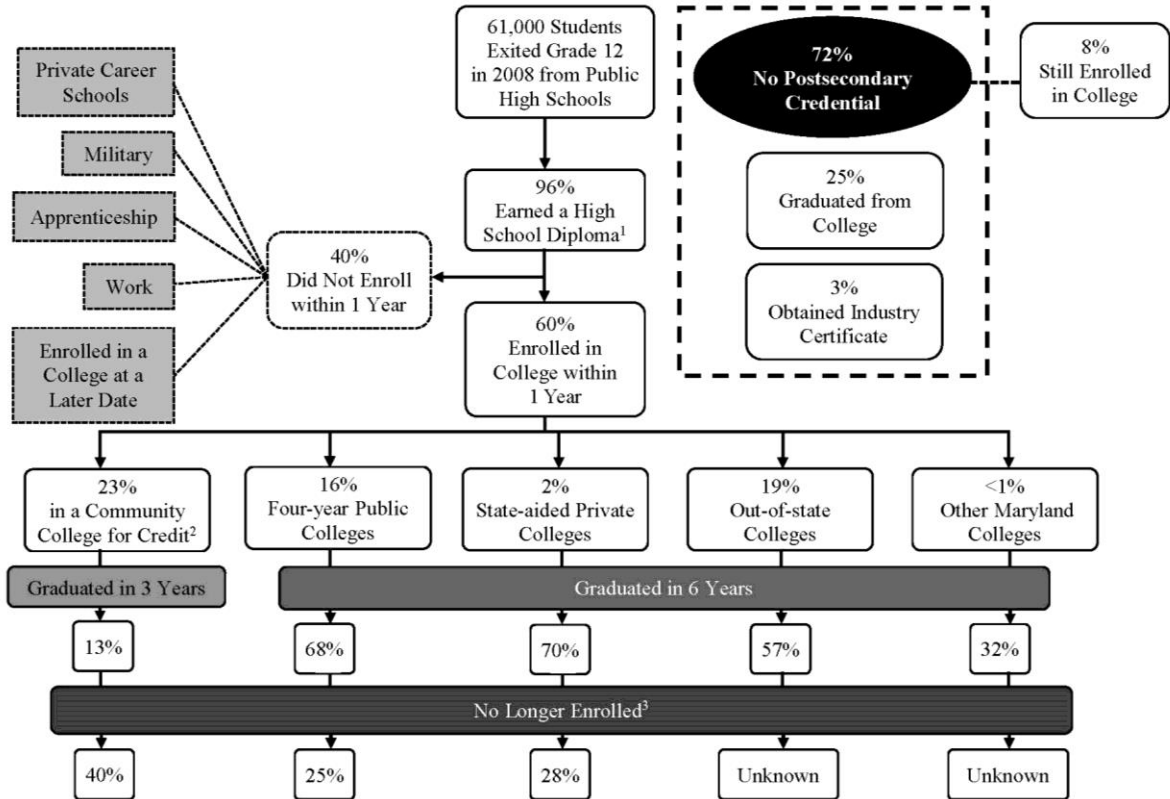 61,000 Students
Exited Grade 12
in 2008 from Public
High Schools
72%
No Postsecondary
Credential
8%
Still Enrolled
in College
Private Career
Schools
Military
Apprenticeship
Work
Enrolled in a
College at a
Later Date
96%
Earned a High
School Diploma¹
25%
Graduated from
College
40%
Did Not Enroll
within 1 Year
3%
Obtained Industry
Certificate
60%
Enrolled in
College within
1 Year
23%
in a Community
College for Credit²
16%
Four-year Public
Colleges
2%
State-aided Private
Colleges
19%
Out-of-state
Colleges
<1%
Other Maryland
Colleges
Graduated in 3 Years
Graduated in 6 Years
13%
68%
70%
57%
32%
No Longer Enrolled³
40%
25%
28%
Unknown
Unknown